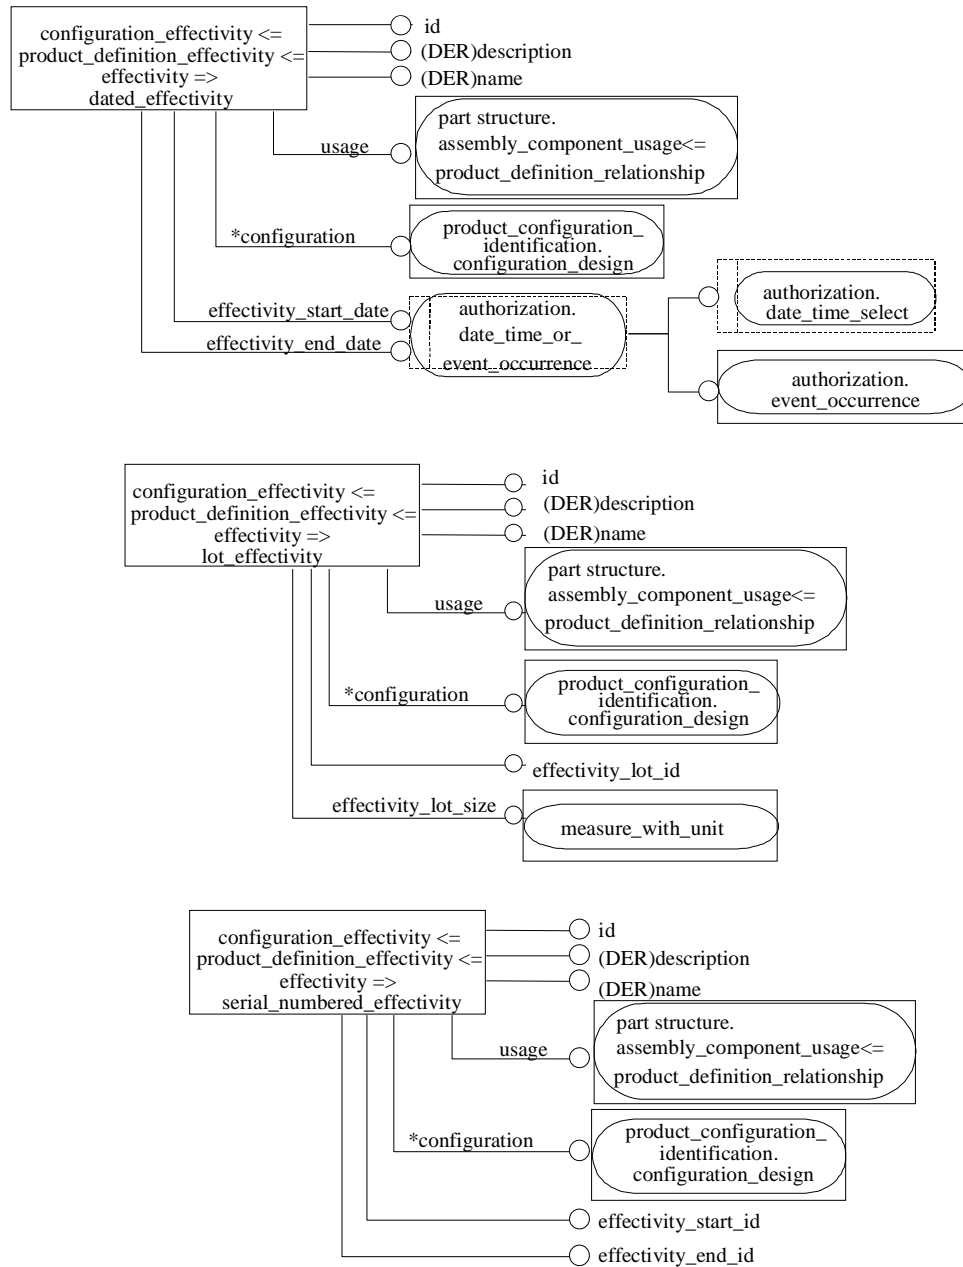 configuration_effectivity <=
product_definition_effectivity <=
effectivity =>
dated_effectivity
id
(DER)description
(DER)name
usage
part structure.
assembly_component_usage<=
product_definition_relationship
*configuration
product_configuration_
identification.
configuration_design
effectivity_start_date
effectivity_end_date
authorization.
date_time_or_
event_occurrence
authorization.
date_time_select
authorization.
event_occurrence
configuration_effectivity <=
product_definition_effectivity <=
effectivity =>
lot_effectivity
id
(DER)description
(DER)name
usage
part structure.
assembly_component_usage<=
product_definition_relationship
*configuration
product_configuration_
identification.
configuration_design
effectivity_lot_id
effectivity_lot_size
measure_with_unit
configuration_effectivity <=
product_definition_effectivity <=
effectivity =>
serial_numbered_effectivity
id
(DER)description
(DER)name
usage
part structure.
assembly_component_usage<=
product_definition_relationship
*configuration
product_configuration_
identification.
configuration_design
effectivity_start_id
effectivity_end_id